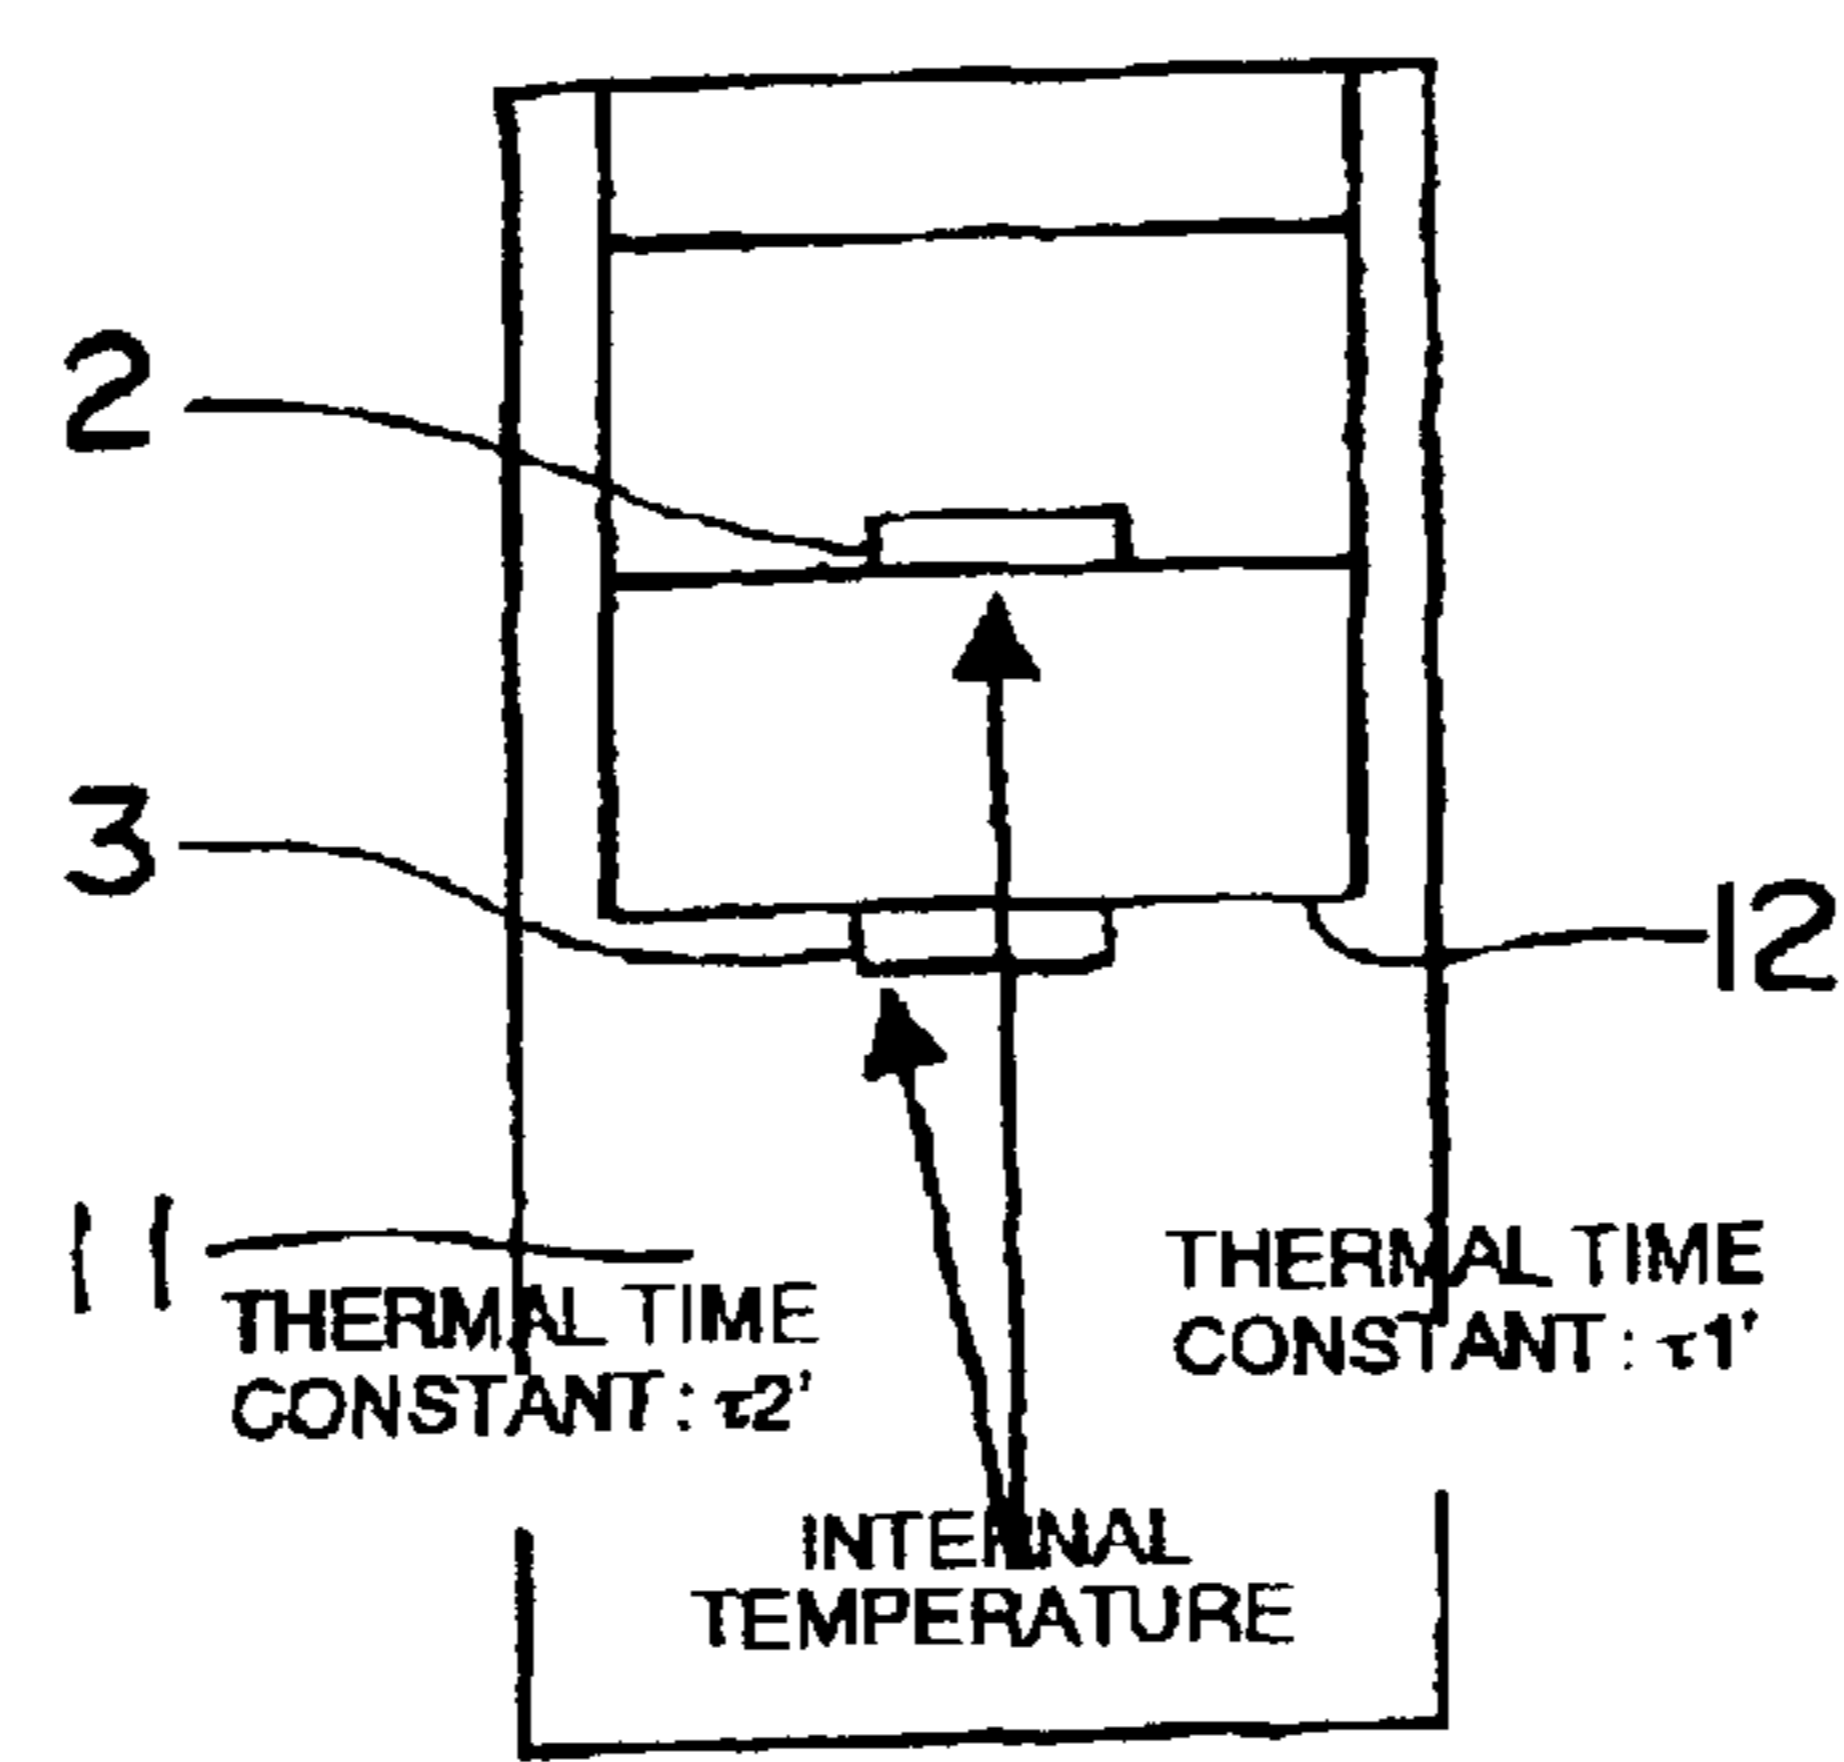 2
3
12
11
THERMAL TIME
CONSTANT: τ2'
THERMAL TIME
CONSTANT: τ1'
INTERNAL
TEMPERATURE